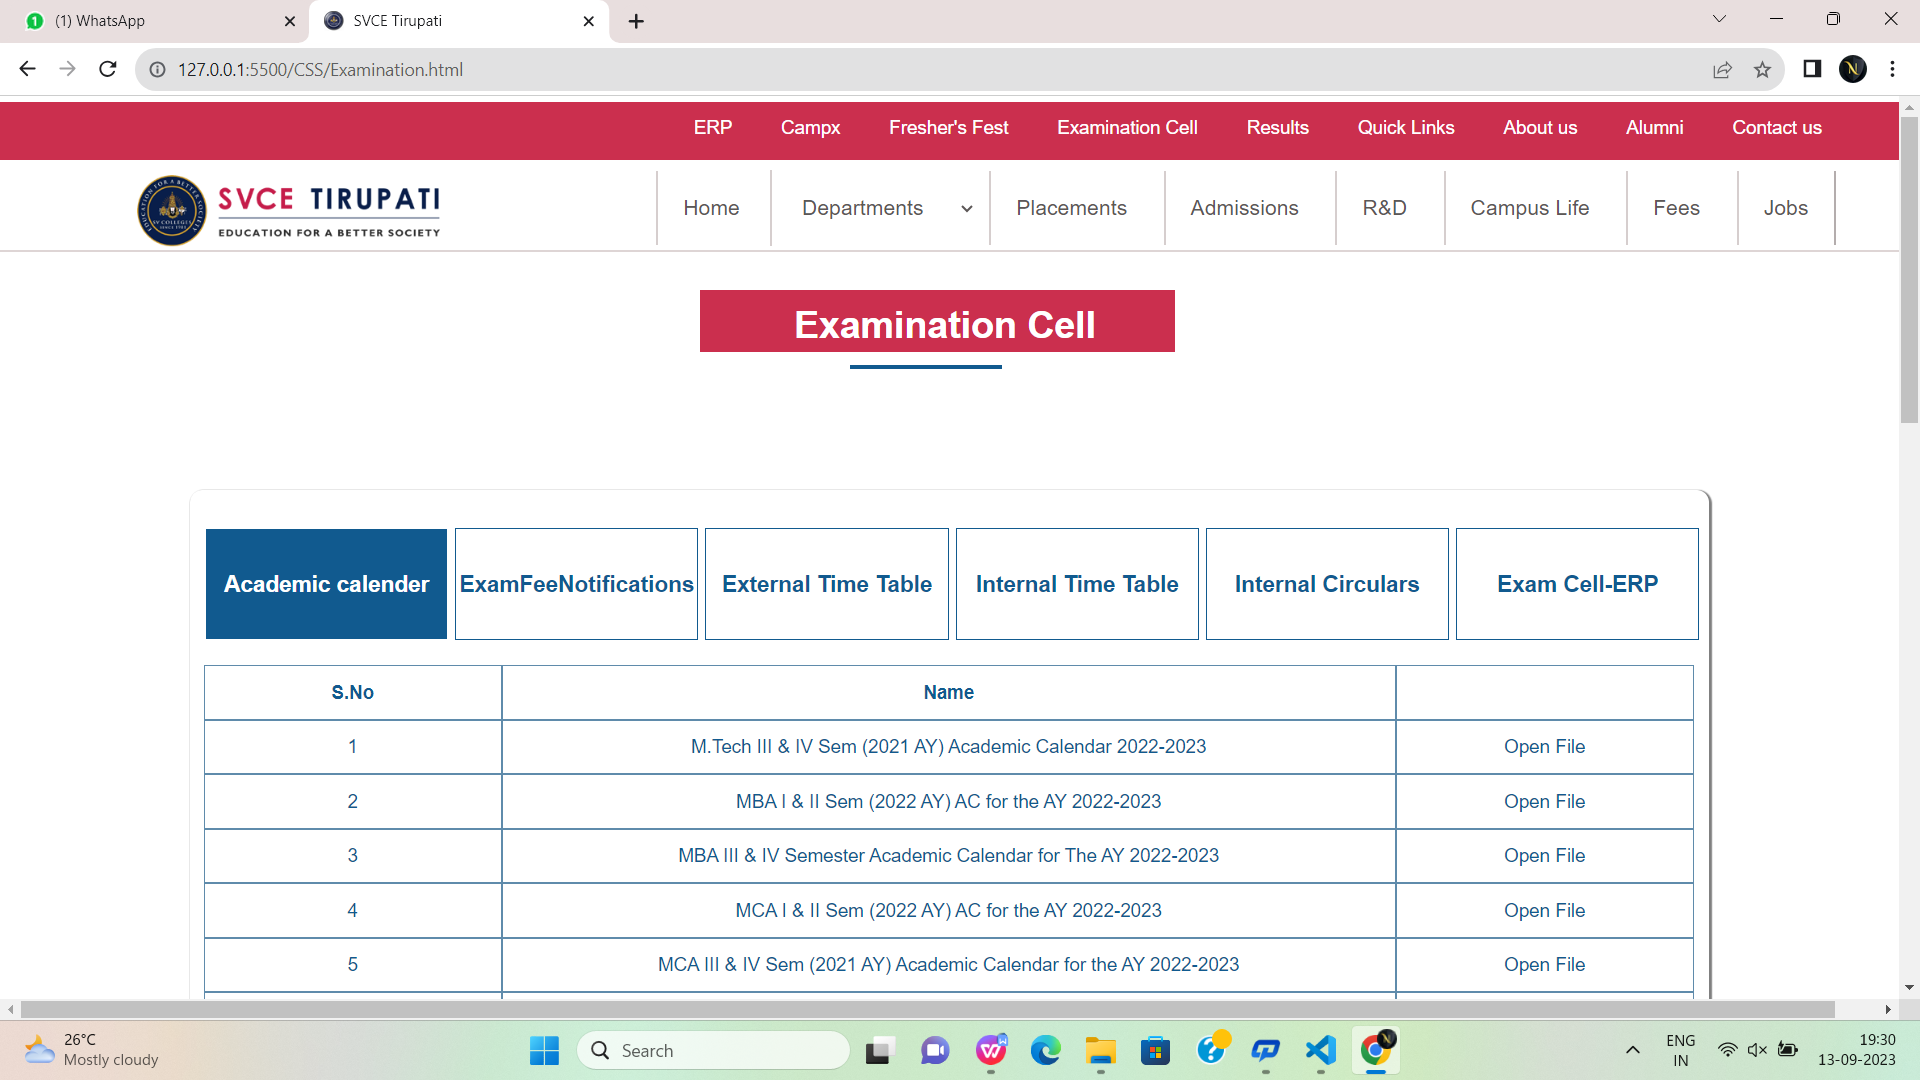 (1) WhatsApp
SVCE Tirupati
127.0.0.1:5500/CSS/Examination.html
ERP Campx Fresher's Fest Examination Cell Results Quick Links About us Alumni Contact us
SVCE TIRUPATI
EDUCATION FOR A BETTER SOCIETY
Home Departments Placements Admissions R&D Campus Life Fees Jobs
Examination Cell
Academic calender ExamFeeNotifications External Time Table Internal Time Table Internal Circulars Exam Cell-ERP
S.No Name
1 M.Tech III & IV Sem (2021 AY) Academic Calendar 2022-2023 Open File
2 MBA I & II Sem (2022 AY) AC for the AY 2022-2023 Open File
3 MBA III & IV Semester Academic Calendar for The AY 2022-2023 Open File
4 MCA I & II Sem (2022 AY) AC for the AY 2022-2023 Open File
5 MCA III & IV Sem (2021 AY) Academic Calendar for the AY 2022-2023 Open File
26°C
Mostly cloudy
Search
ENG
IN
19:30
13-09-2023